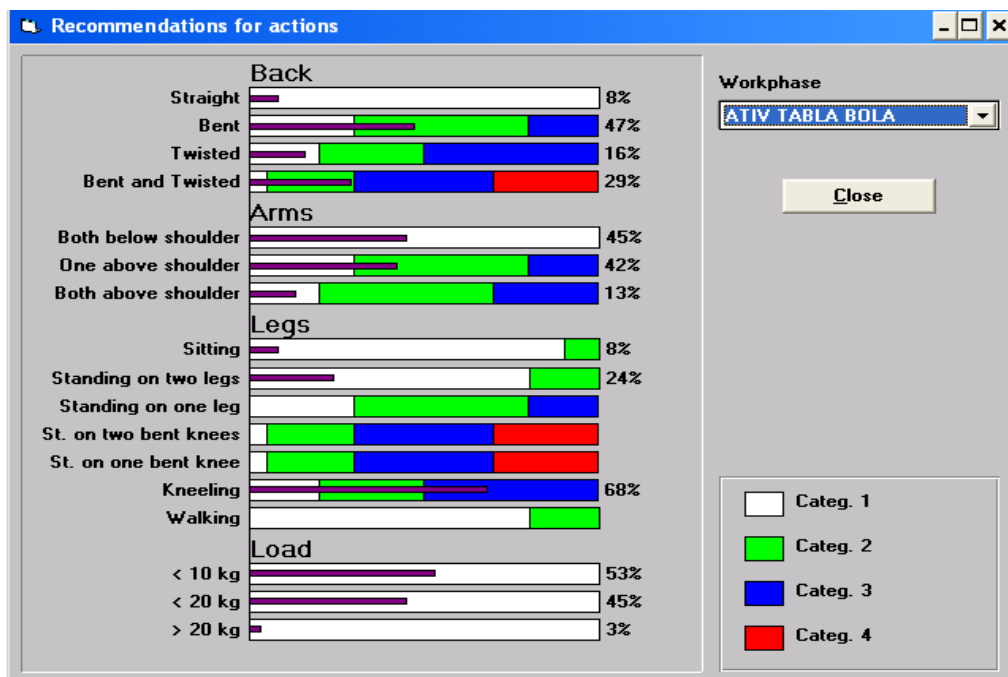 Recommendations for actions
Back
Straight 8%
Bent 47%
Twisted 16%
Bent and Twisted 29%
Arms
Both below shoulder 45%
One above shoulder 42%
Both above shoulder 13%
Legs
Sitting 8%
Standing on two legs 24%
Standing on one leg
St. on two bent knees
St. on one bent knee
Kneeling 68%
Walking
Load
< 10 kg 53%
< 20 kg 45%
> 20 kg 3%
Workphase
ATIV TABLA BOLA
Close
Categ. 1
Categ. 2
Categ. 3
Categ. 4